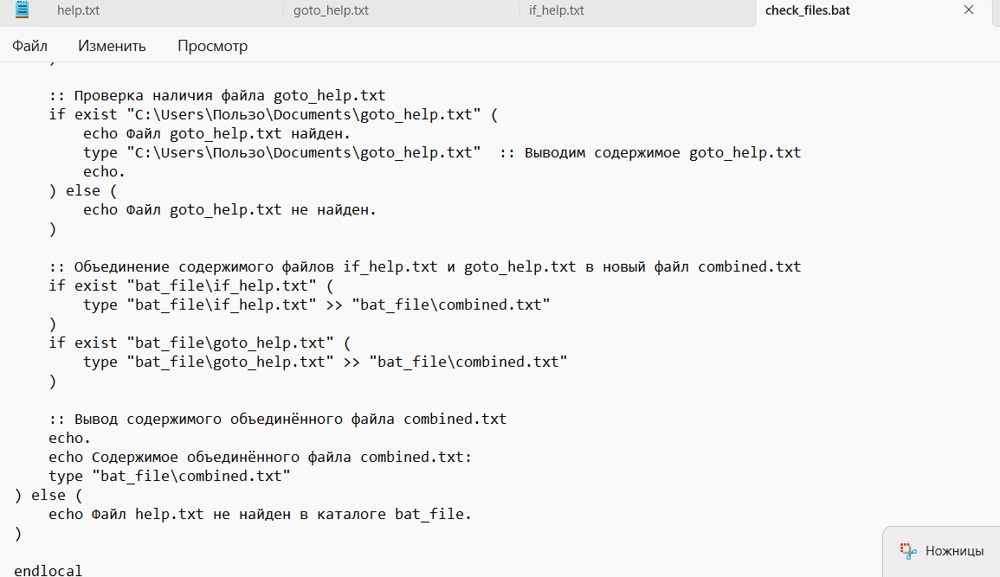 help.txt
goto_help.txt
if_help.txt
check_files.bat
Файл
Изменить
Просмотр
)
:: Проверка наличия файла goto_help.txt
if exist "C:\Users\Пользо\Documents\goto_help.txt" (
echo Файл goto_help.txt найден.
type "C:\Users\Пользо\Documents\goto_help.txt"  :: Выводим содержимое goto_help.txt
echo.
) else (
echo Файл goto_help.txt не найден.
)
:: Объединение содержимого файлов if_help.txt и goto_help.txt в новый файл combined.txt
if exist "bat_file\if_help.txt" (
type "bat_file\if_help.txt" >> "bat_file\combined.txt"
)
if exist "bat_file\goto_help.txt" (
type "bat_file\goto_help.txt" >> "bat_file\combined.txt"
)
:: Вывод содержимого объединённого файла combined.txt
echo.
echo Содержимое объединённого файла combined.txt:
type "bat_file\combined.txt"
) else (
echo Файл help.txt не найден в каталоге bat_file.
)
endlocal
Ножницы